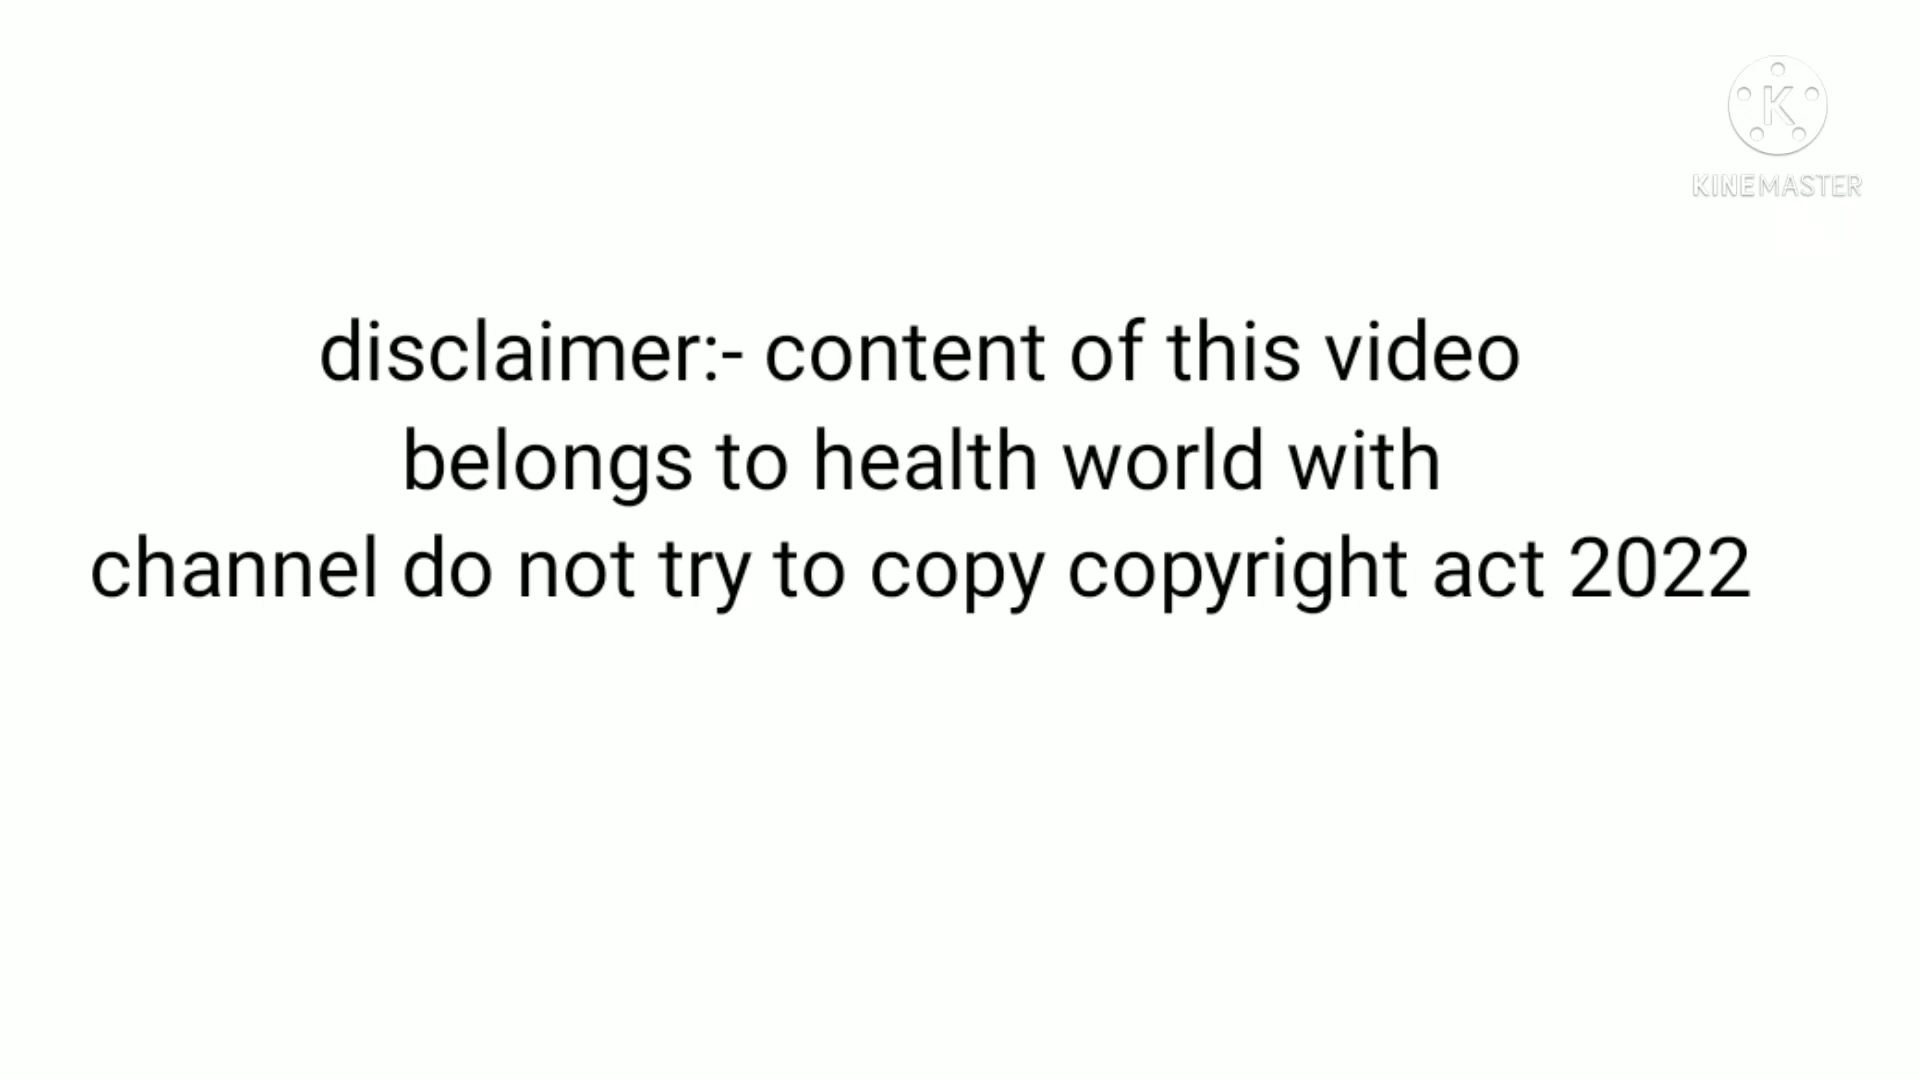 K
KINEMASTER
disclaimer:- content of this video
belongs to health world with
channel do not try to copy copyright act 2022